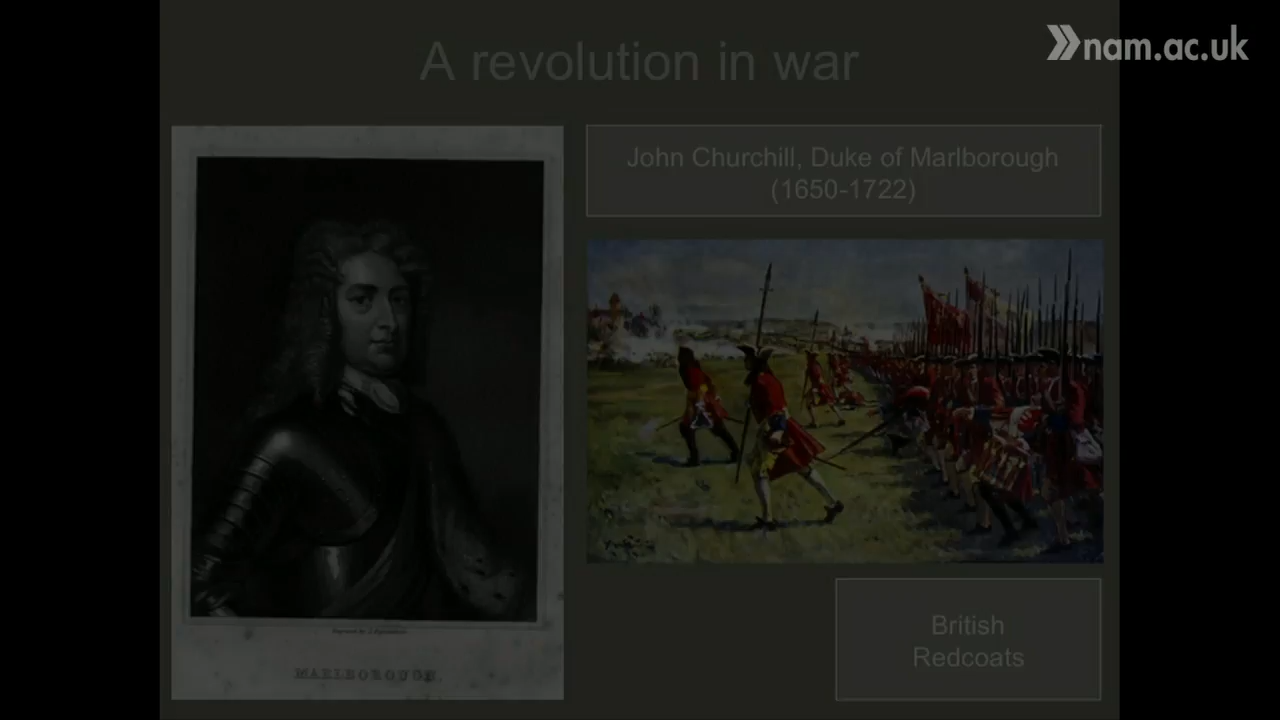 A revolution in war
nam.ac.uk
John Churchill, Duke of Marlborough
(1650-1722)
MARLBOROUGH.
British
Redcoats